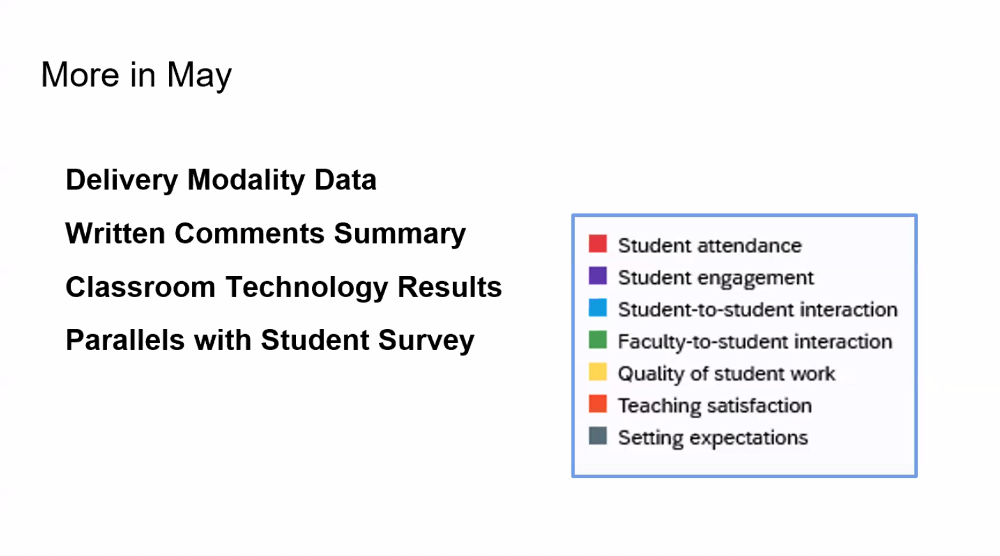 More in May
Delivery Modality Data
Written Comments Summary
Classroom Technology Results
Parallels with Student Survey
Student attendance
Student engagement
Student-to-student interaction
Faculty-to-student interaction
Quality of student work
Teaching satisfaction
Setting expectations